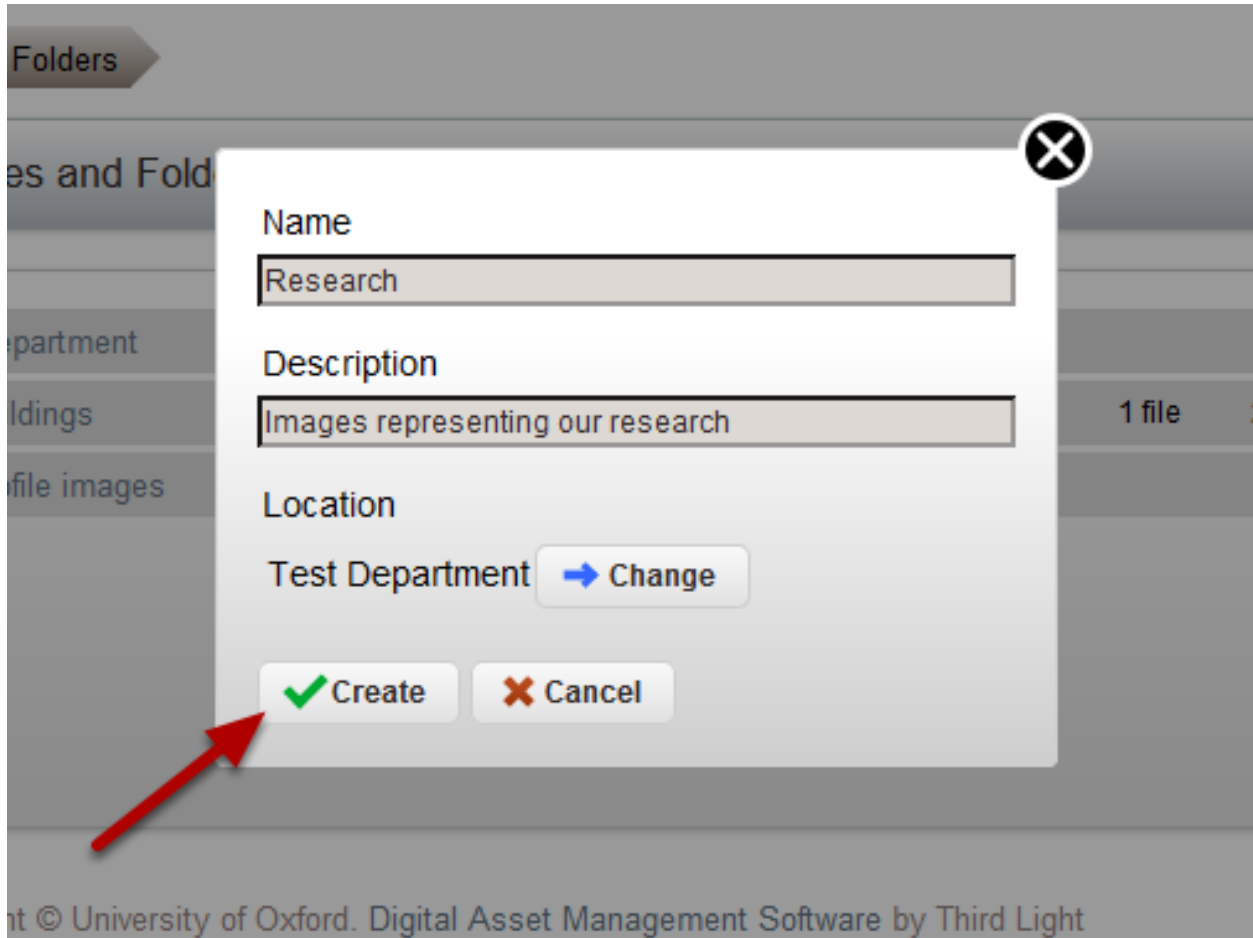 Folders
es and Fold
Name
Research
epartment
Description
ldings
1 file
Images representing our research
file images
Location
Test Department Change
Create Cancel
nt © University of Oxford. Digital Asset Management Software by Third Light